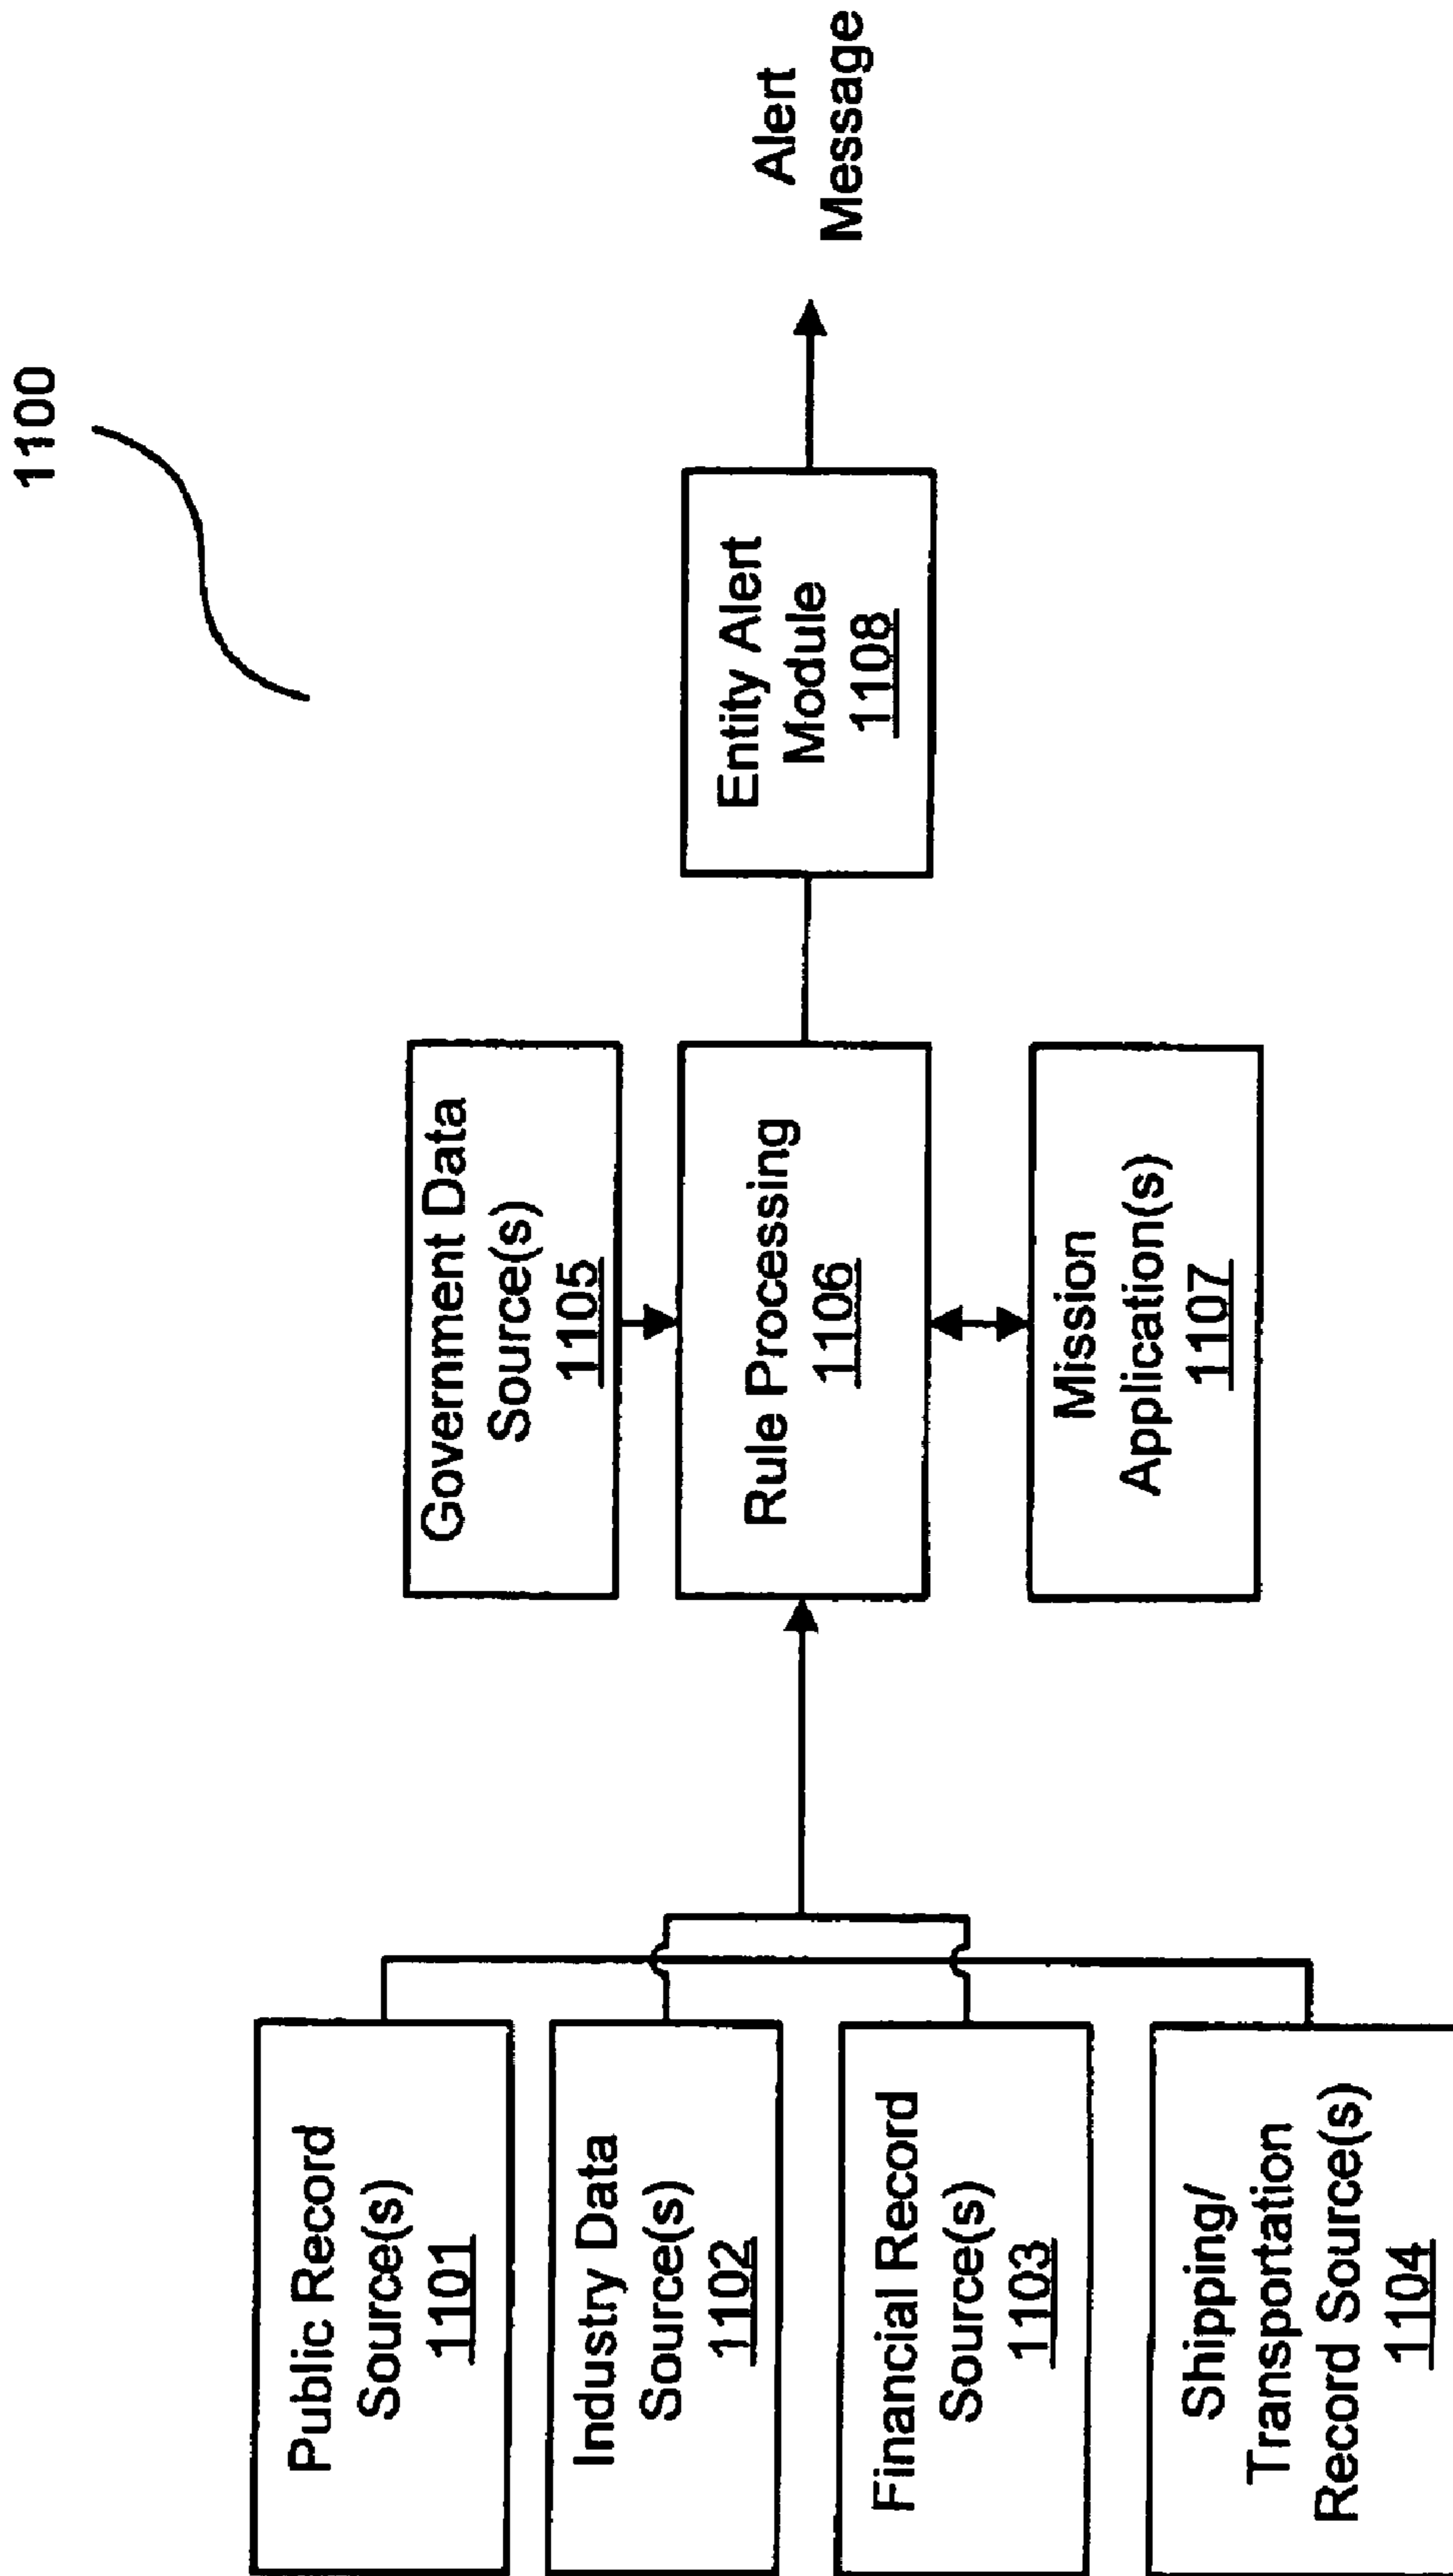 1100
Public Record
Source(s)
1101
Industry Data
Source(s)
1102
Financial Record
Source(s)
1103
Shipping/
Transportation
Record Source(s)
1104
Government Data
Source(s)
1105
Rule Processing
1106
Mission
Application(s)
1107
Entity Alert
Module
1108
Alert
Message